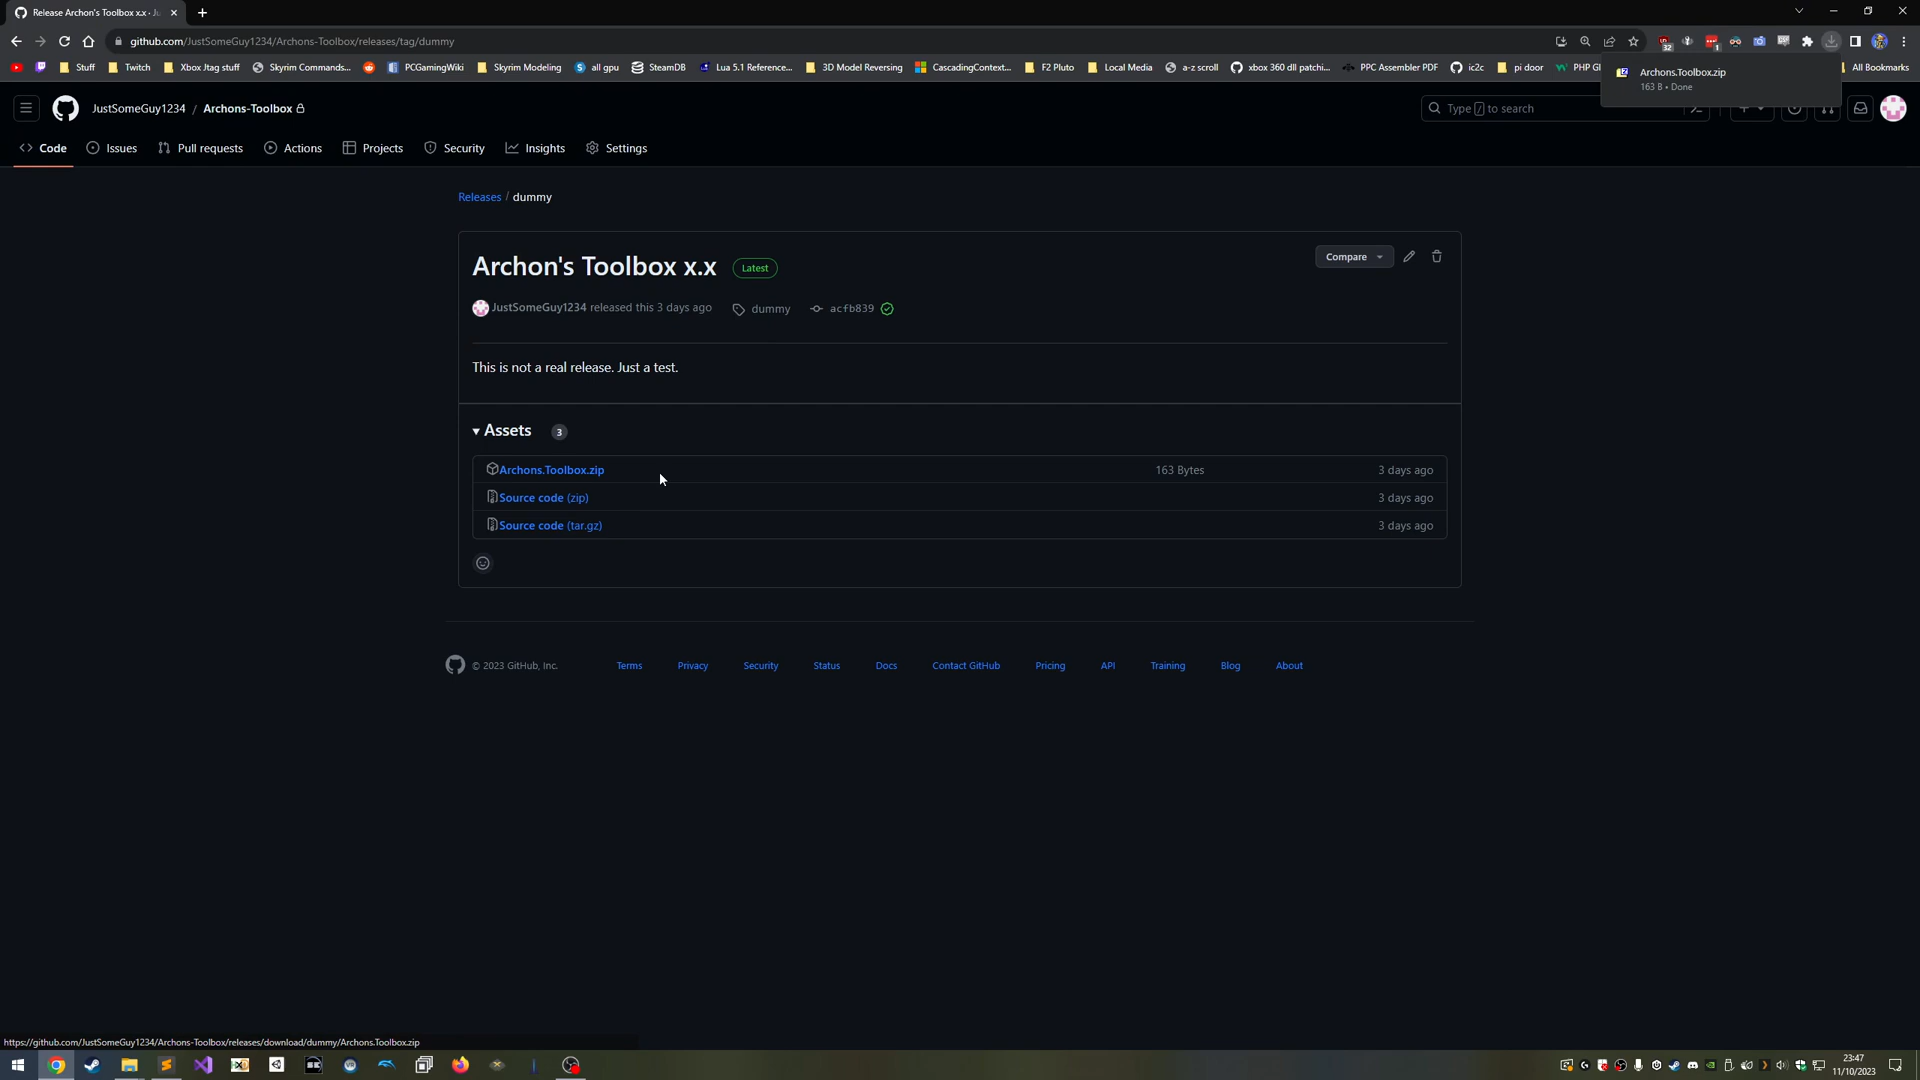 Release Archon's Toolbox x.x · Ju
github.com/JustSomeGuy1234/Archons-Toolbox/releases/tag/dummy
32
1
Stuff
Twitch
Xbox Jtag stuff
Skyrim Commands...
PCGamingWiki
Skyrim Modeling
all gpu
SteamDB
Lua 5.1 Reference...
3D Model Reversing
CascadingContext...
F2 Pluto
Local Media
a-z scroll
xbox 360 dll patchi...
PPC Assembler PDF
ic2c
pi door
PHP Gl
All Bookmarks
Archons.Toolbox.zip
163 B • Done
JustSomeGuy1234 / Archons-Toolbox
Type / to search
Code
Issues
Pull requests
Actions
Projects
Security
Insights
Settings
Releases / dummy
Archon's Toolbox x.x
Latest
Compare
JustSomeGuy1234 released this 3 days ago
dummy
acfb839
This is not a real release. Just a test.
Assets 3
Archons.Toolbox.zip 163 Bytes 3 days ago
Source code (zip) 3 days ago
Source code (tar.gz) 3 days ago
© 2023 GitHub, Inc.
Terms
Privacy
Security
Status
Docs
Contact GitHub
Pricing
API
Training
Blog
About
https://github.com/JustSomeGuy1234/Archons-Toolbox/releases/download/dummy/Archons.Toolbox.zip
23:47
11/10/2023